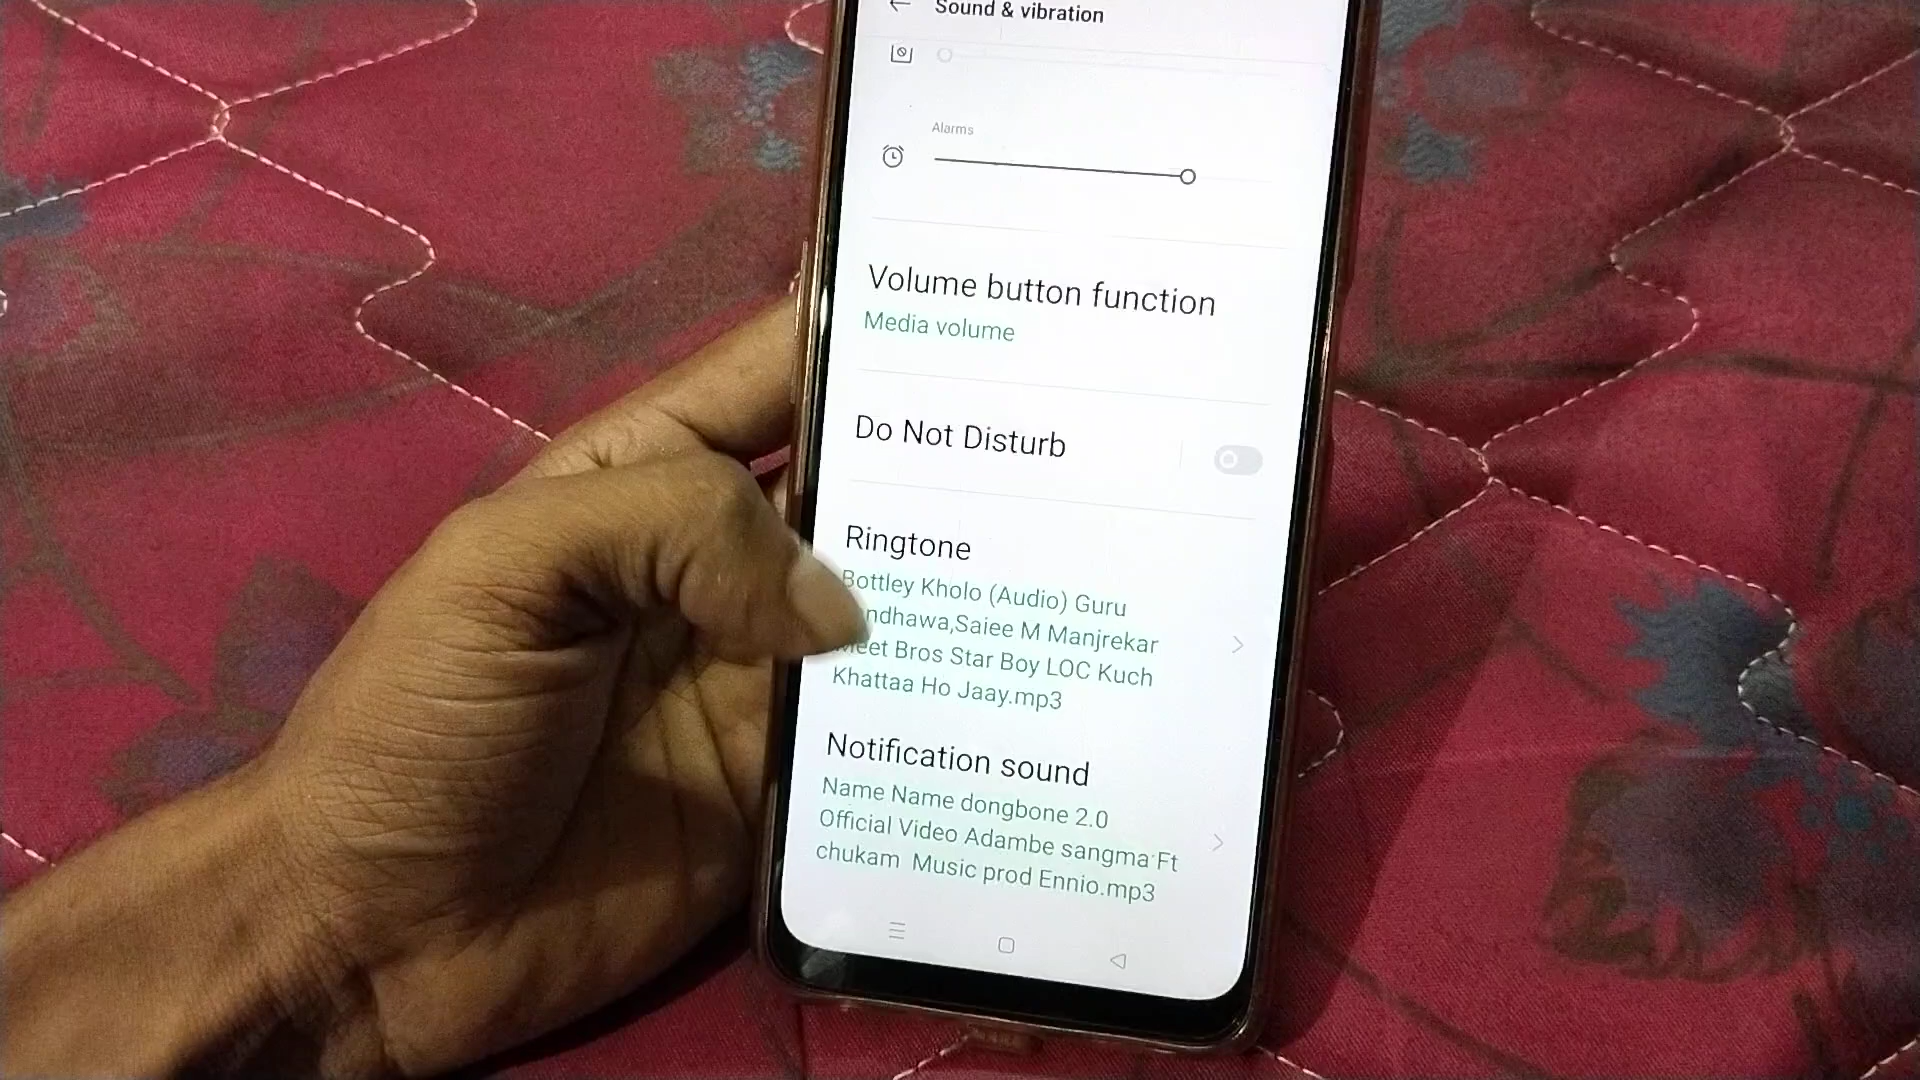 Sound & vibration
Alarms
Volume button function
Media volume
Do Not Disturb
Ringtone
Bottley Kholo (Audio) Guru
ndhawa,Saiee M Manjrekar
Meet Bros Star Boy LOC Kuch
Khattaa Ho Jaay.mp3
Notification sound
Name Name dongbone 2.0
Official Video Adambe sangma Ft
chukam Music prod Ennio.mp3